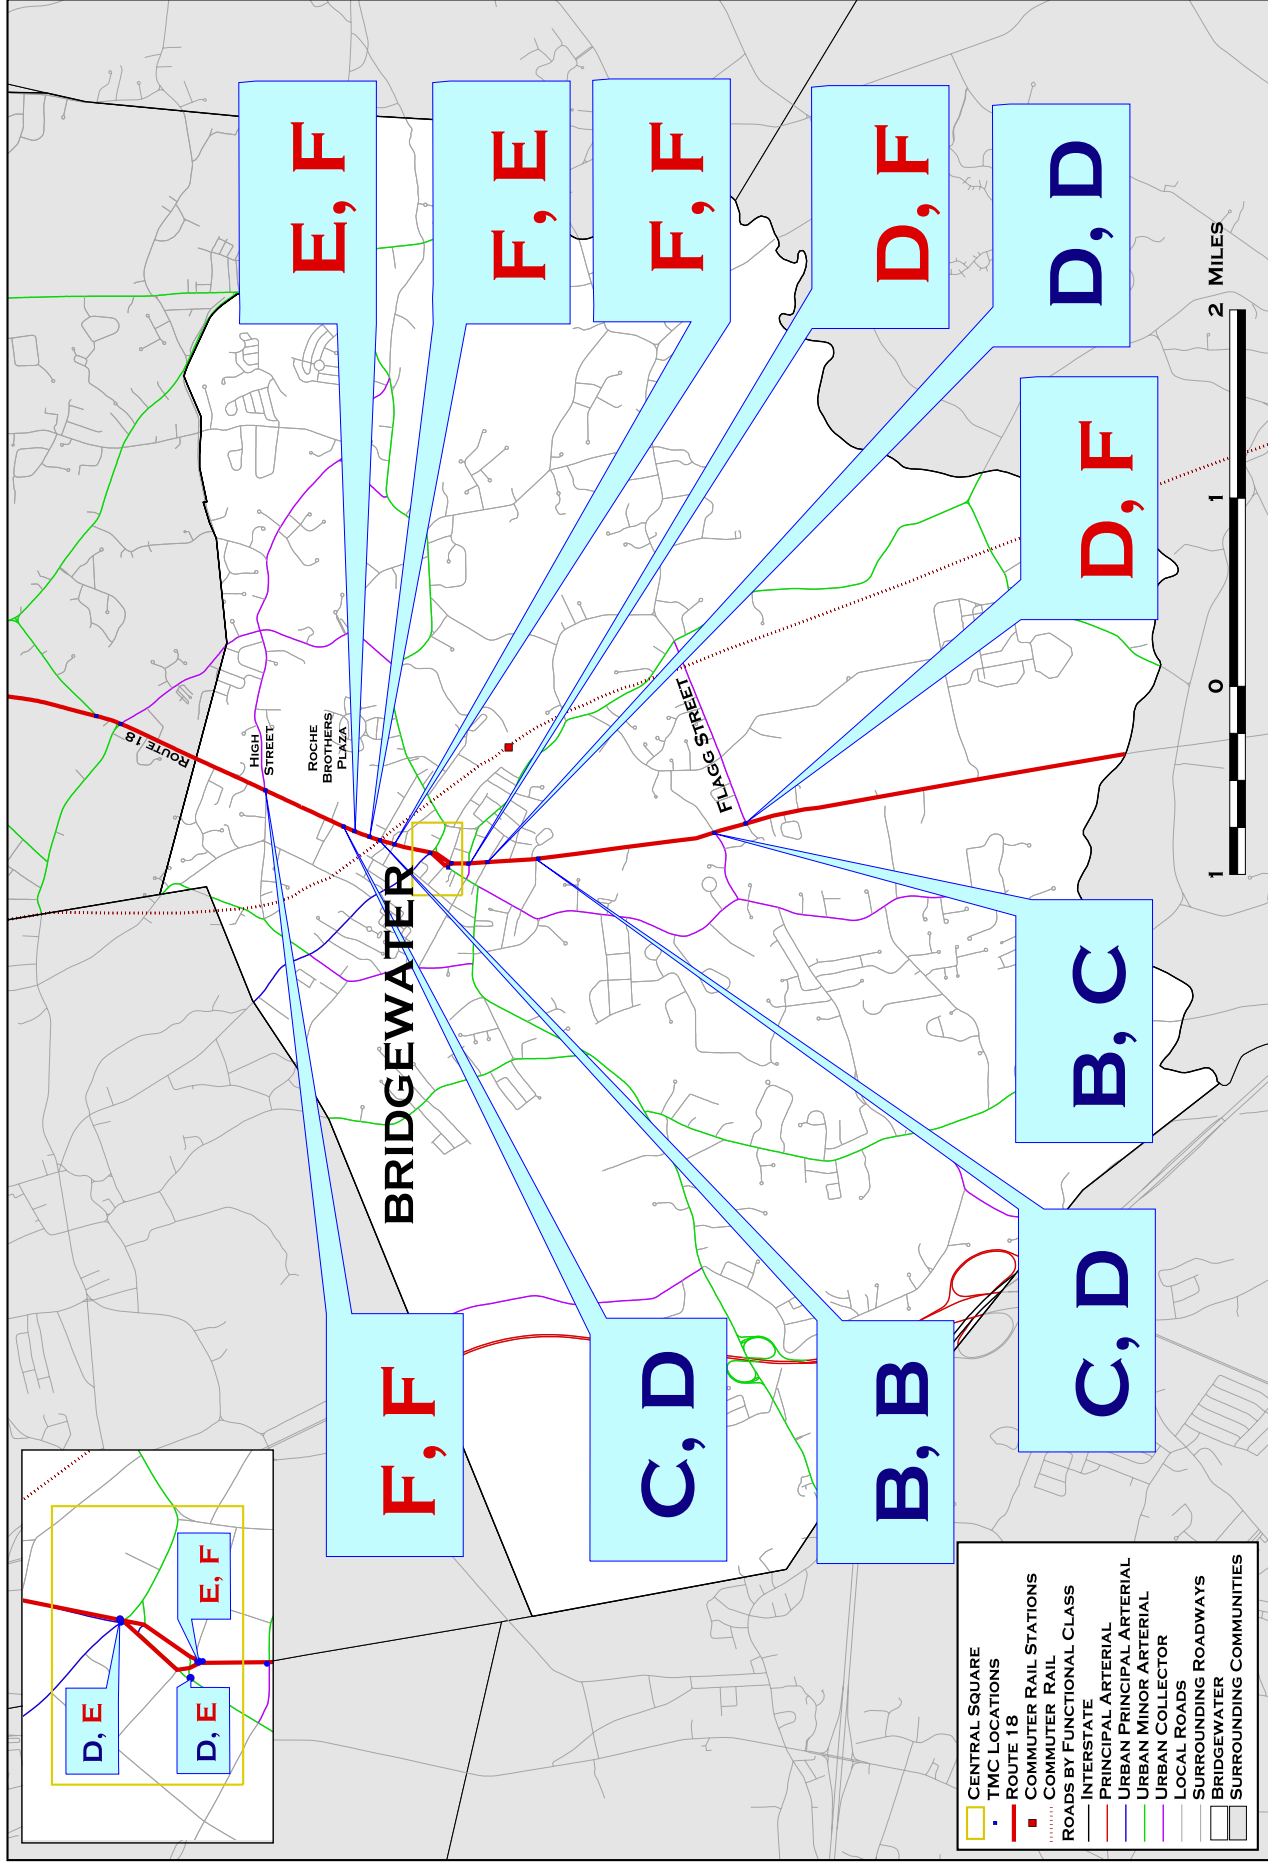 E, F
F, E
F, F
D, F
D, D
D, F
F, F
C, D
B, B
C, D
B, C
ROUTE 18
HIGH
STREET
ROCHE
BROTHERS
PLAZA
FLAGG STREET
BRIDGEWATER
D, E
D, E
E, F
1 0 1 2 MILES
CENTRAL SQUARE
TMC LOCATIONS
ROUTE 18
COMMUTER RAIL STATIONS
COMMUTER RAIL
ROADS BY FUNCTIONAL CLASS
INTERSTATE
PRINCIPAL ARTERIAL
URBAN PRINCIPAL ARTERIAL
URBAN MINOR ARTERIAL
URBAN COLLECTOR
LOCAL ROADS
SURROUNDING ROADWAYS
BRIDGEWATER
SURROUNDING COMMUNITIES